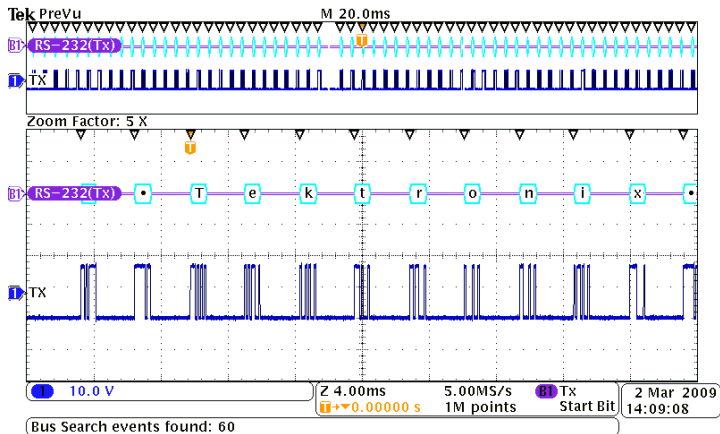 Tek PreVu M 20.0ms
B1 RS-232(Tx)
1 TX
Zoom Factor: 5 X
T
B1 RS-232(Tx) • T e k t r o n i x •
1 TX
1 10.0 V Z 4.00ms 5.00MS/s B1 Tx 2 Mar 2009
T→▼0.00000 s 1M points Start Bit 14:09:08
Bus Search events found: 60